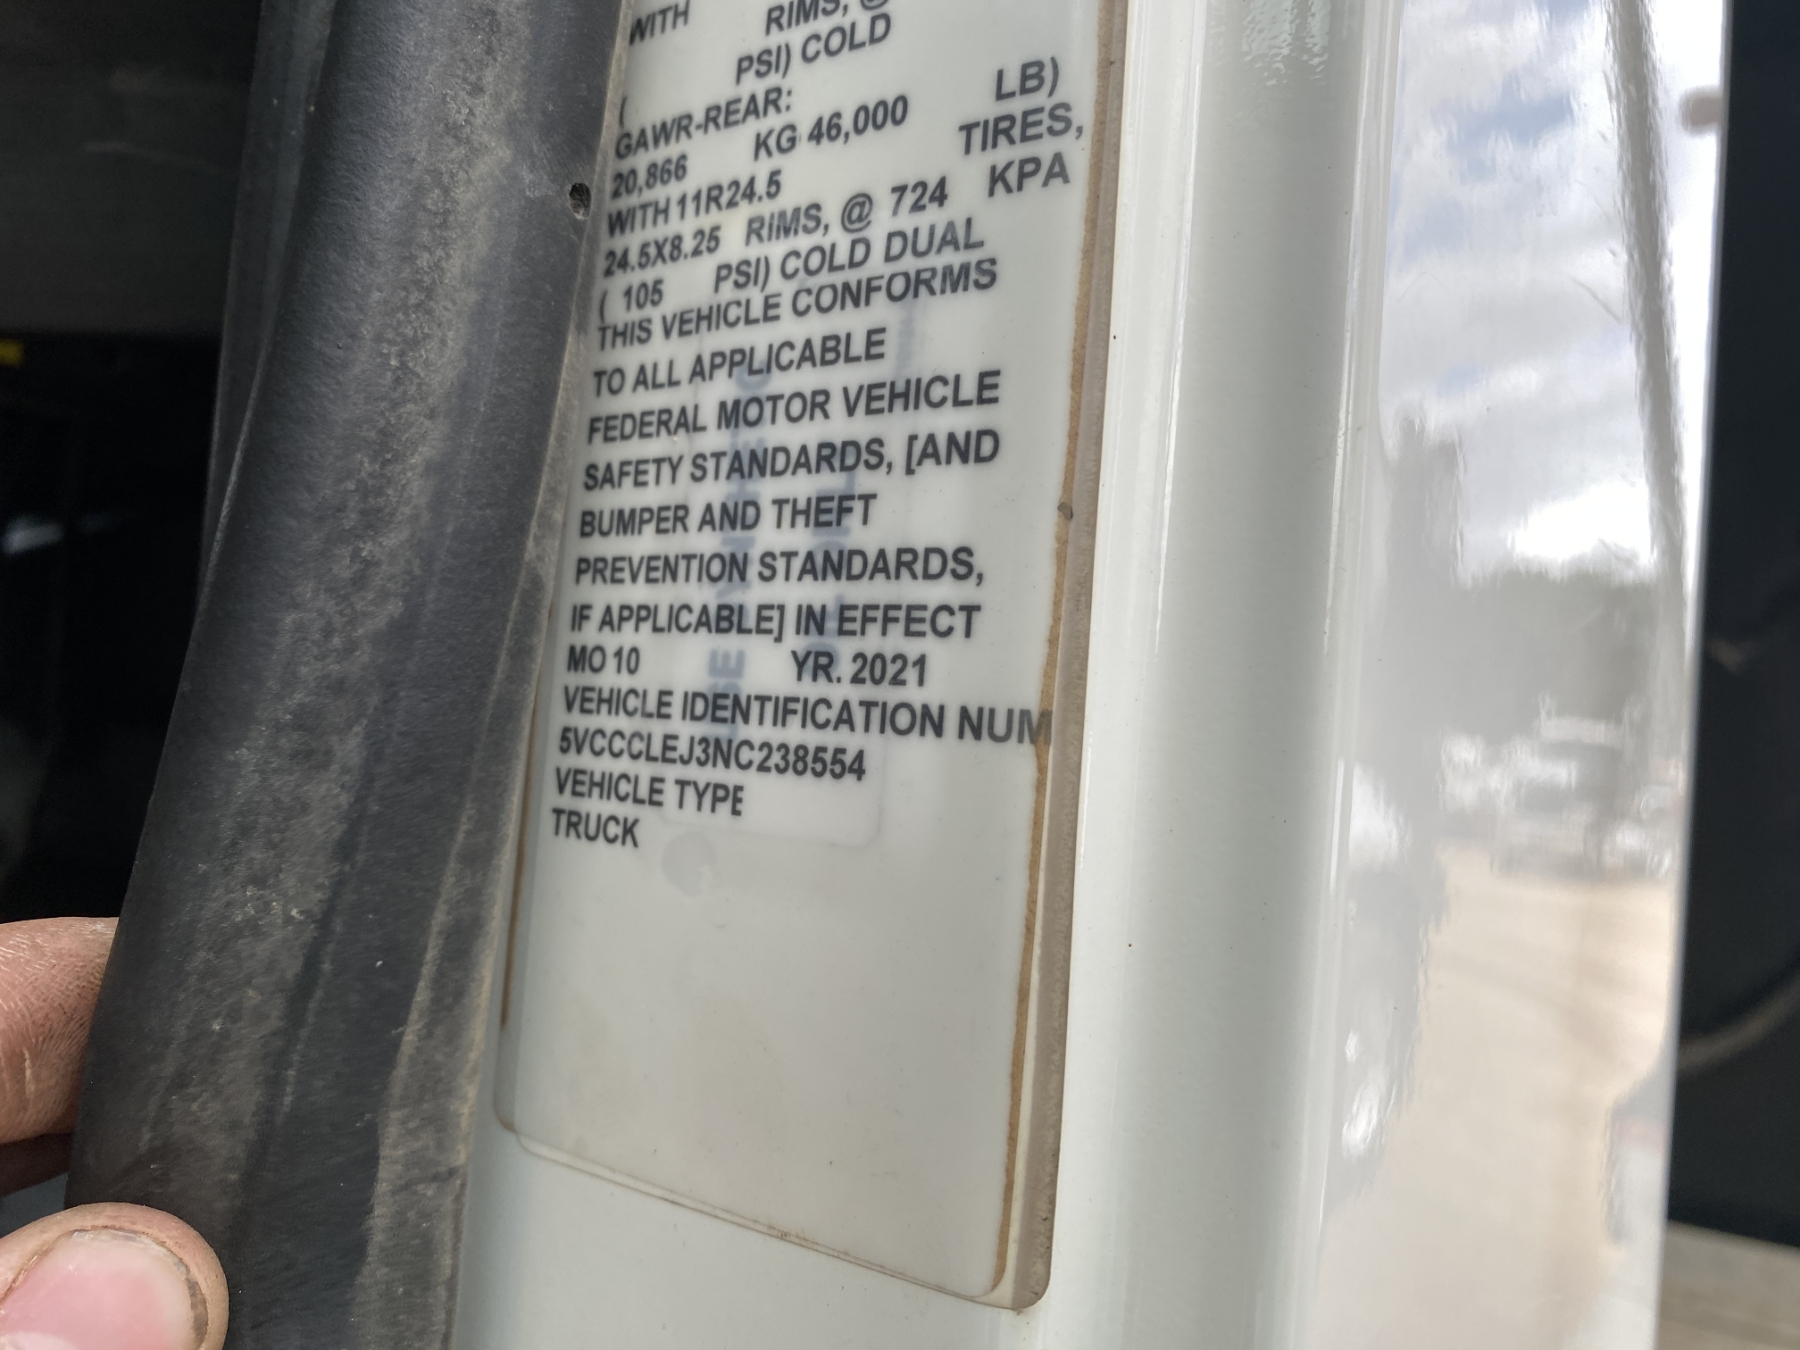 WITH RIMS, @
( PSI) COLD
GAWR-REAR:
20,866 KG 46,000 LB)
WITH 11R24.5 TIRES,
24.5X8.25 RIMS, @ 724 KPA
( 105 PSI) COLD DUAL
THIS VEHICLE CONFORMS
TO ALL APPLICABLE
FEDERAL MOTOR VEHICLE
SAFETY STANDARDS, [AND
BUMPER AND THEFT
PREVENTION STANDARDS,
IF APPLICABLE] IN EFFECT
MO 10 YR. 2021
VEHICLE IDENTIFICATION NUM
5VCCCLEJ3NC238554
VEHICLE TYPE
TRUCK